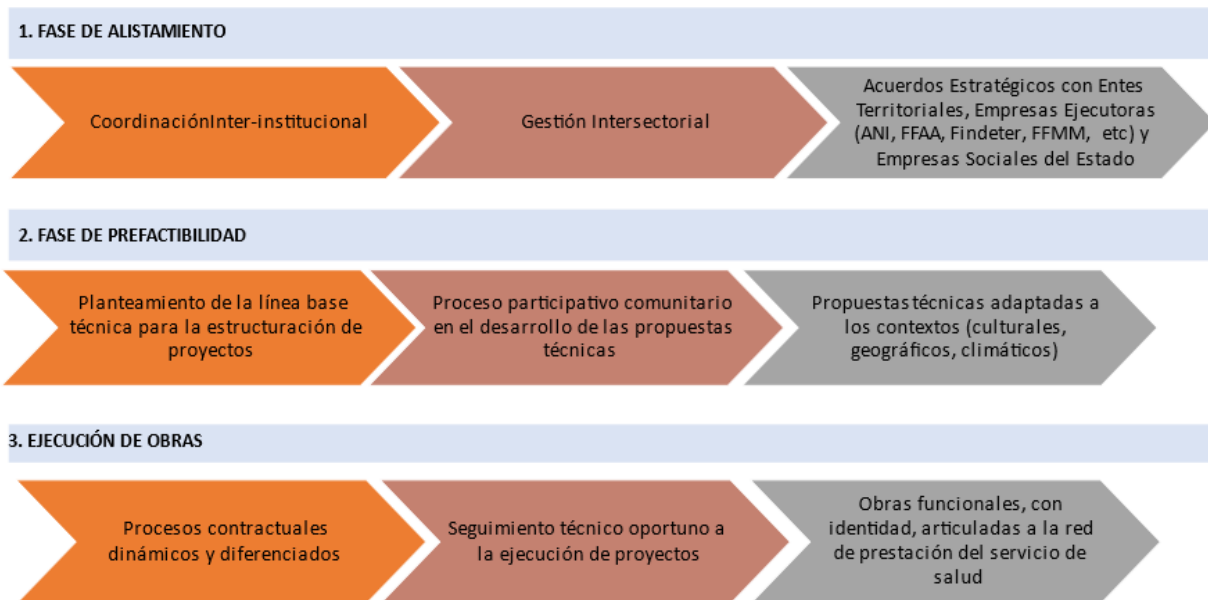 1. FASE DE ALISTAMIENTO
CoordinaciónInter-institucional
Gestión Intersectorial
Acuerdos Estratégicos con Entes
Territoriales, Empresas Ejecutoras
(ANI, FFAA, Findeter, FFMM, etc) y
Empresas Sociales del Estado
2. FASE DE PREFACTIBILIDAD
Planteamiento de la línea base
técnica para la estructuración de
proyectos
Proceso participativo comunitario
en el desarrollo de las propuestas
técnicas
Propuestas técnicas adaptadas a
los contextos (culturales,
geográficos, climáticos)
3. EJECUCIÓN DE OBRAS
Procesos contractuales
dinámicos y diferenciados
Seguimiento técnico oportuno a
la ejecución de proyectos
Obras funcionales, con
identidad, articuladas a la red
de prestación del servicio de
salud